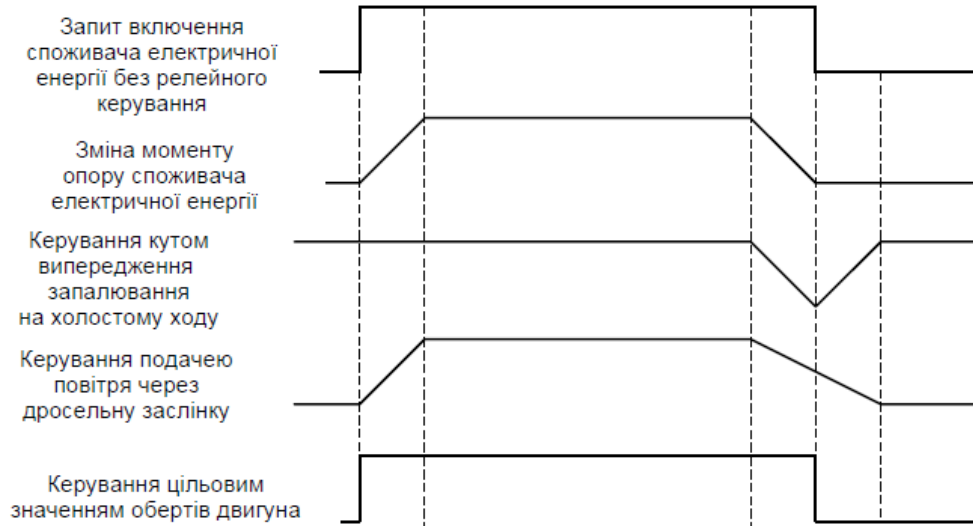 Запит включення
споживача електричної
енергії без релейного
керування
Зміна моменту
опору споживача
електричної енергії
Керування кутом
випередження
запалювання
на холостому ходу
Керування подачею
повітря через
дросельну заслінку
Керування цільовим
значенням обертів двигуна